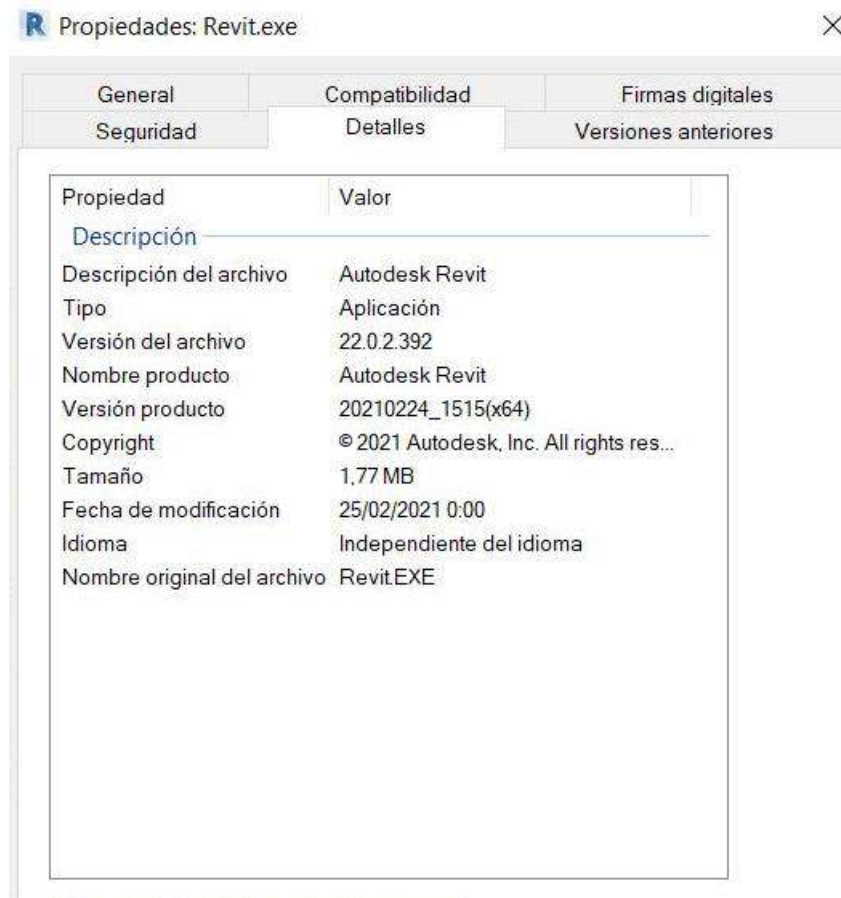 Propiedades: Revit.exe
General Compatibilidad Firmas digitales
Seguridad Detalles Versiones anteriores
Propiedad Valor
Descripción
Descripción del archivo Autodesk Revit
Tipo Aplicación
Versión del archivo 22.0.2.392
Nombre producto Autodesk Revit
Versión producto 20210224_1515(x64)
Copyright © 2021 Autodesk, Inc. All rights res...
Tamaño 1,77 MB
Fecha de modificación 25/02/2021 0:00
Idioma Independiente del idioma
Nombre original del archivo Revit.EXE